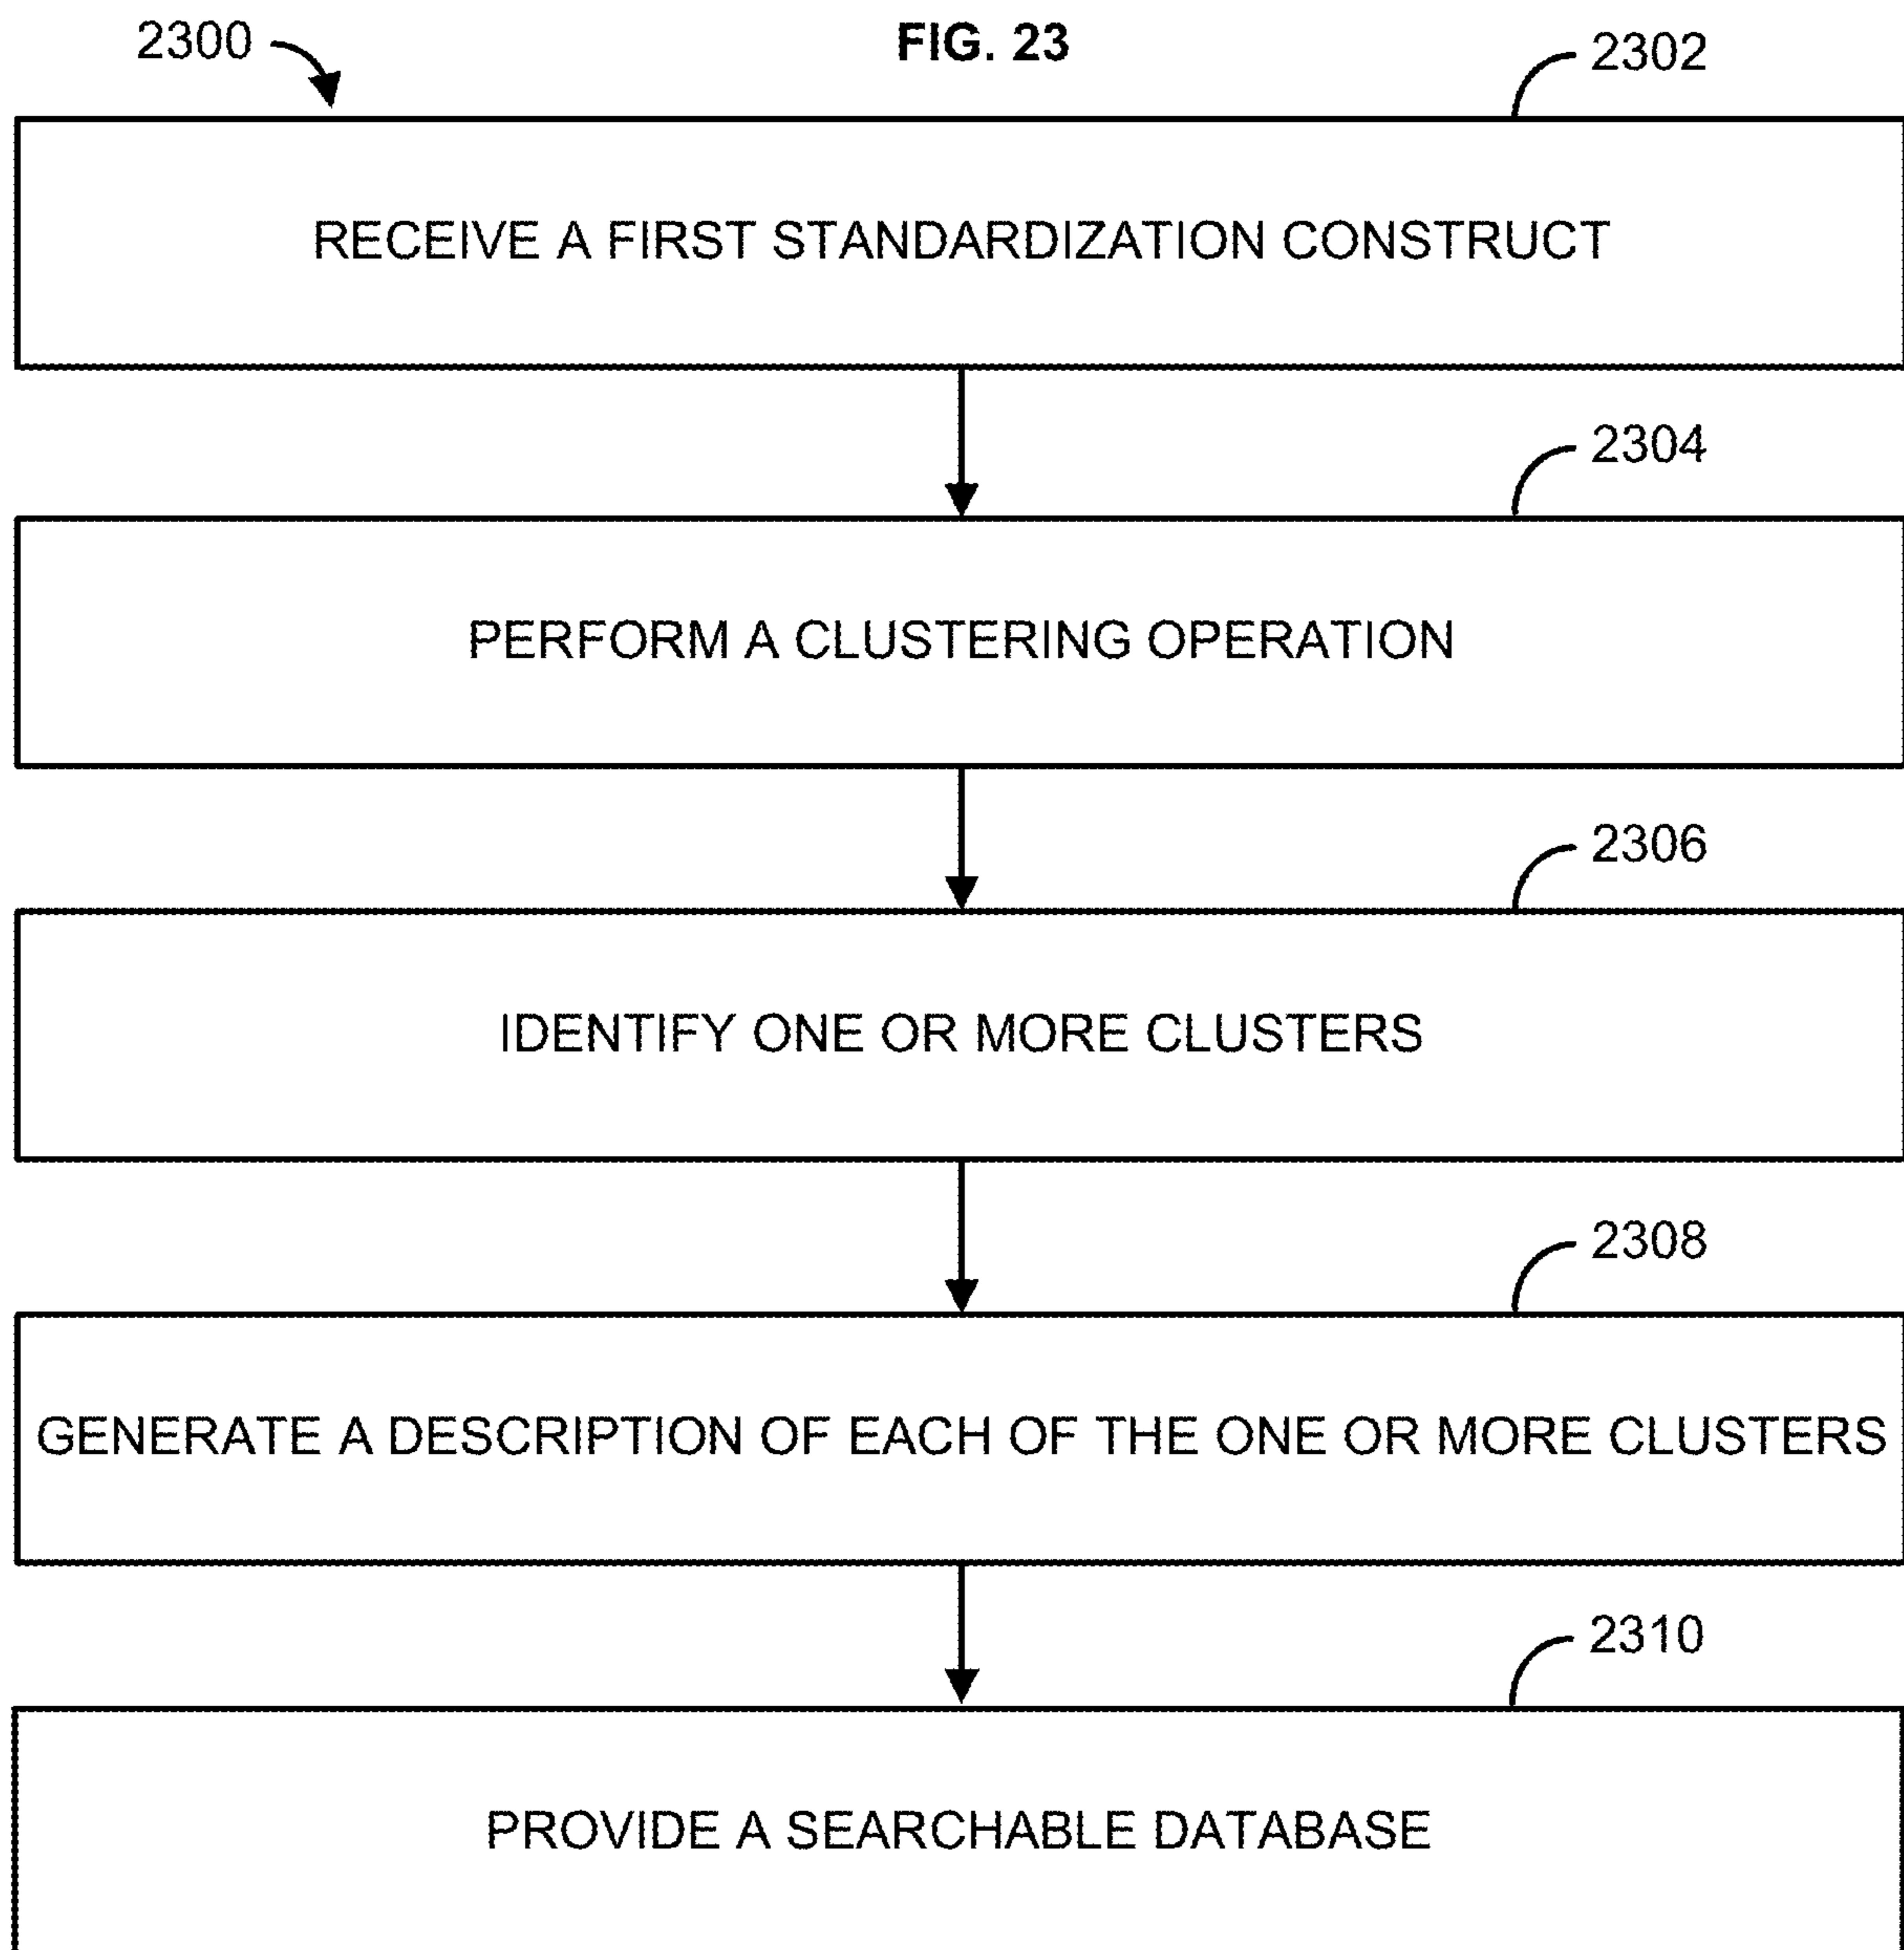 2300
FIG. 23
2302
RECEIVE A FIRST STANDARDIZATION CONSTRUCT
2304
PERFORM A CLUSTERING OPERATION
2306
IDENTIFY ONE OR MORE CLUSTERS
2308
GENERATE A DESCRIPTION OF EACH OF THE ONE OR MORE CLUSTERS
2310
PROVIDE A SEARCHABLE DATABASE